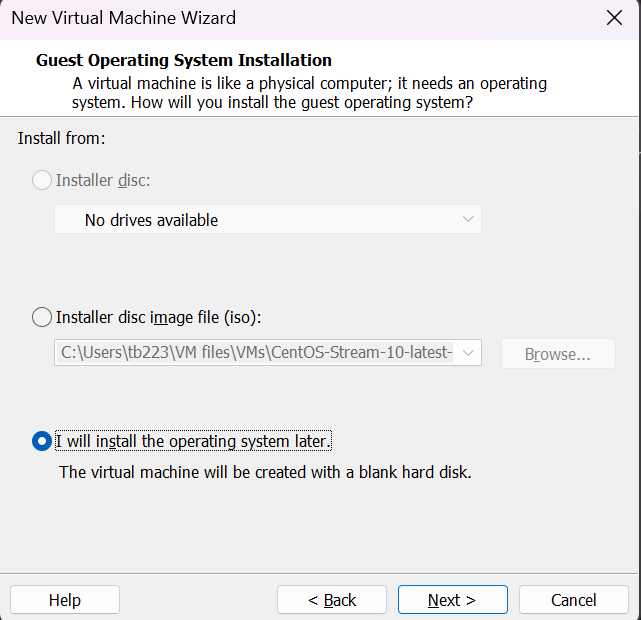 New Virtual Machine Wizard
Guest Operating System Installation
A virtual machine is like a physical computer; it needs an operating
system. How will you install the guest operating system?
Install from:
Installer disc:
No drives available
Installer disc image file (iso):
C:\Users\tb223\VM files\VMs\CentOS-Stream-10-latest-
Browse...
I will install the operating system later.
The virtual machine will be created with a blank hard disk.
Help
< Back
Next >
Cancel